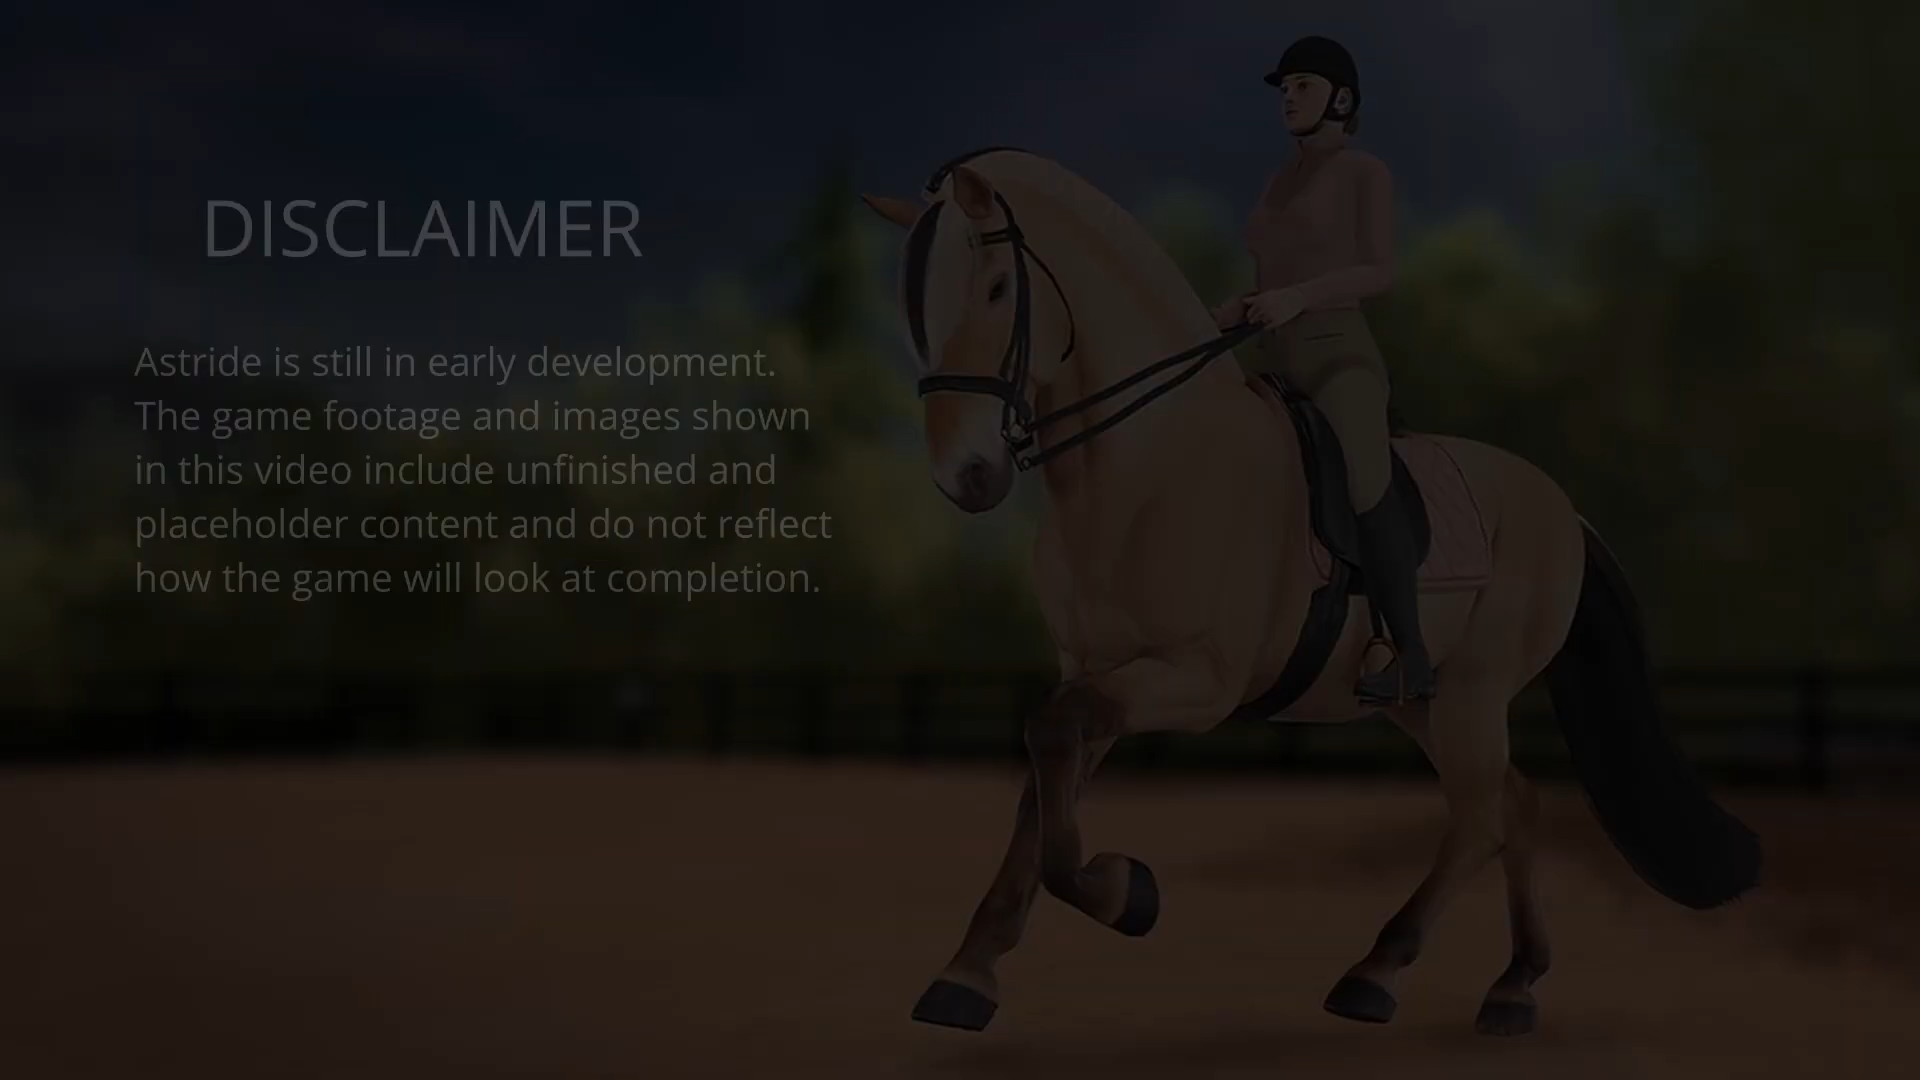 DISCLAIMER
Astride is still in early development.
The game footage and images shown
in this video include unfinished and
placeholder content and do not reflect
how the game will look at completion.